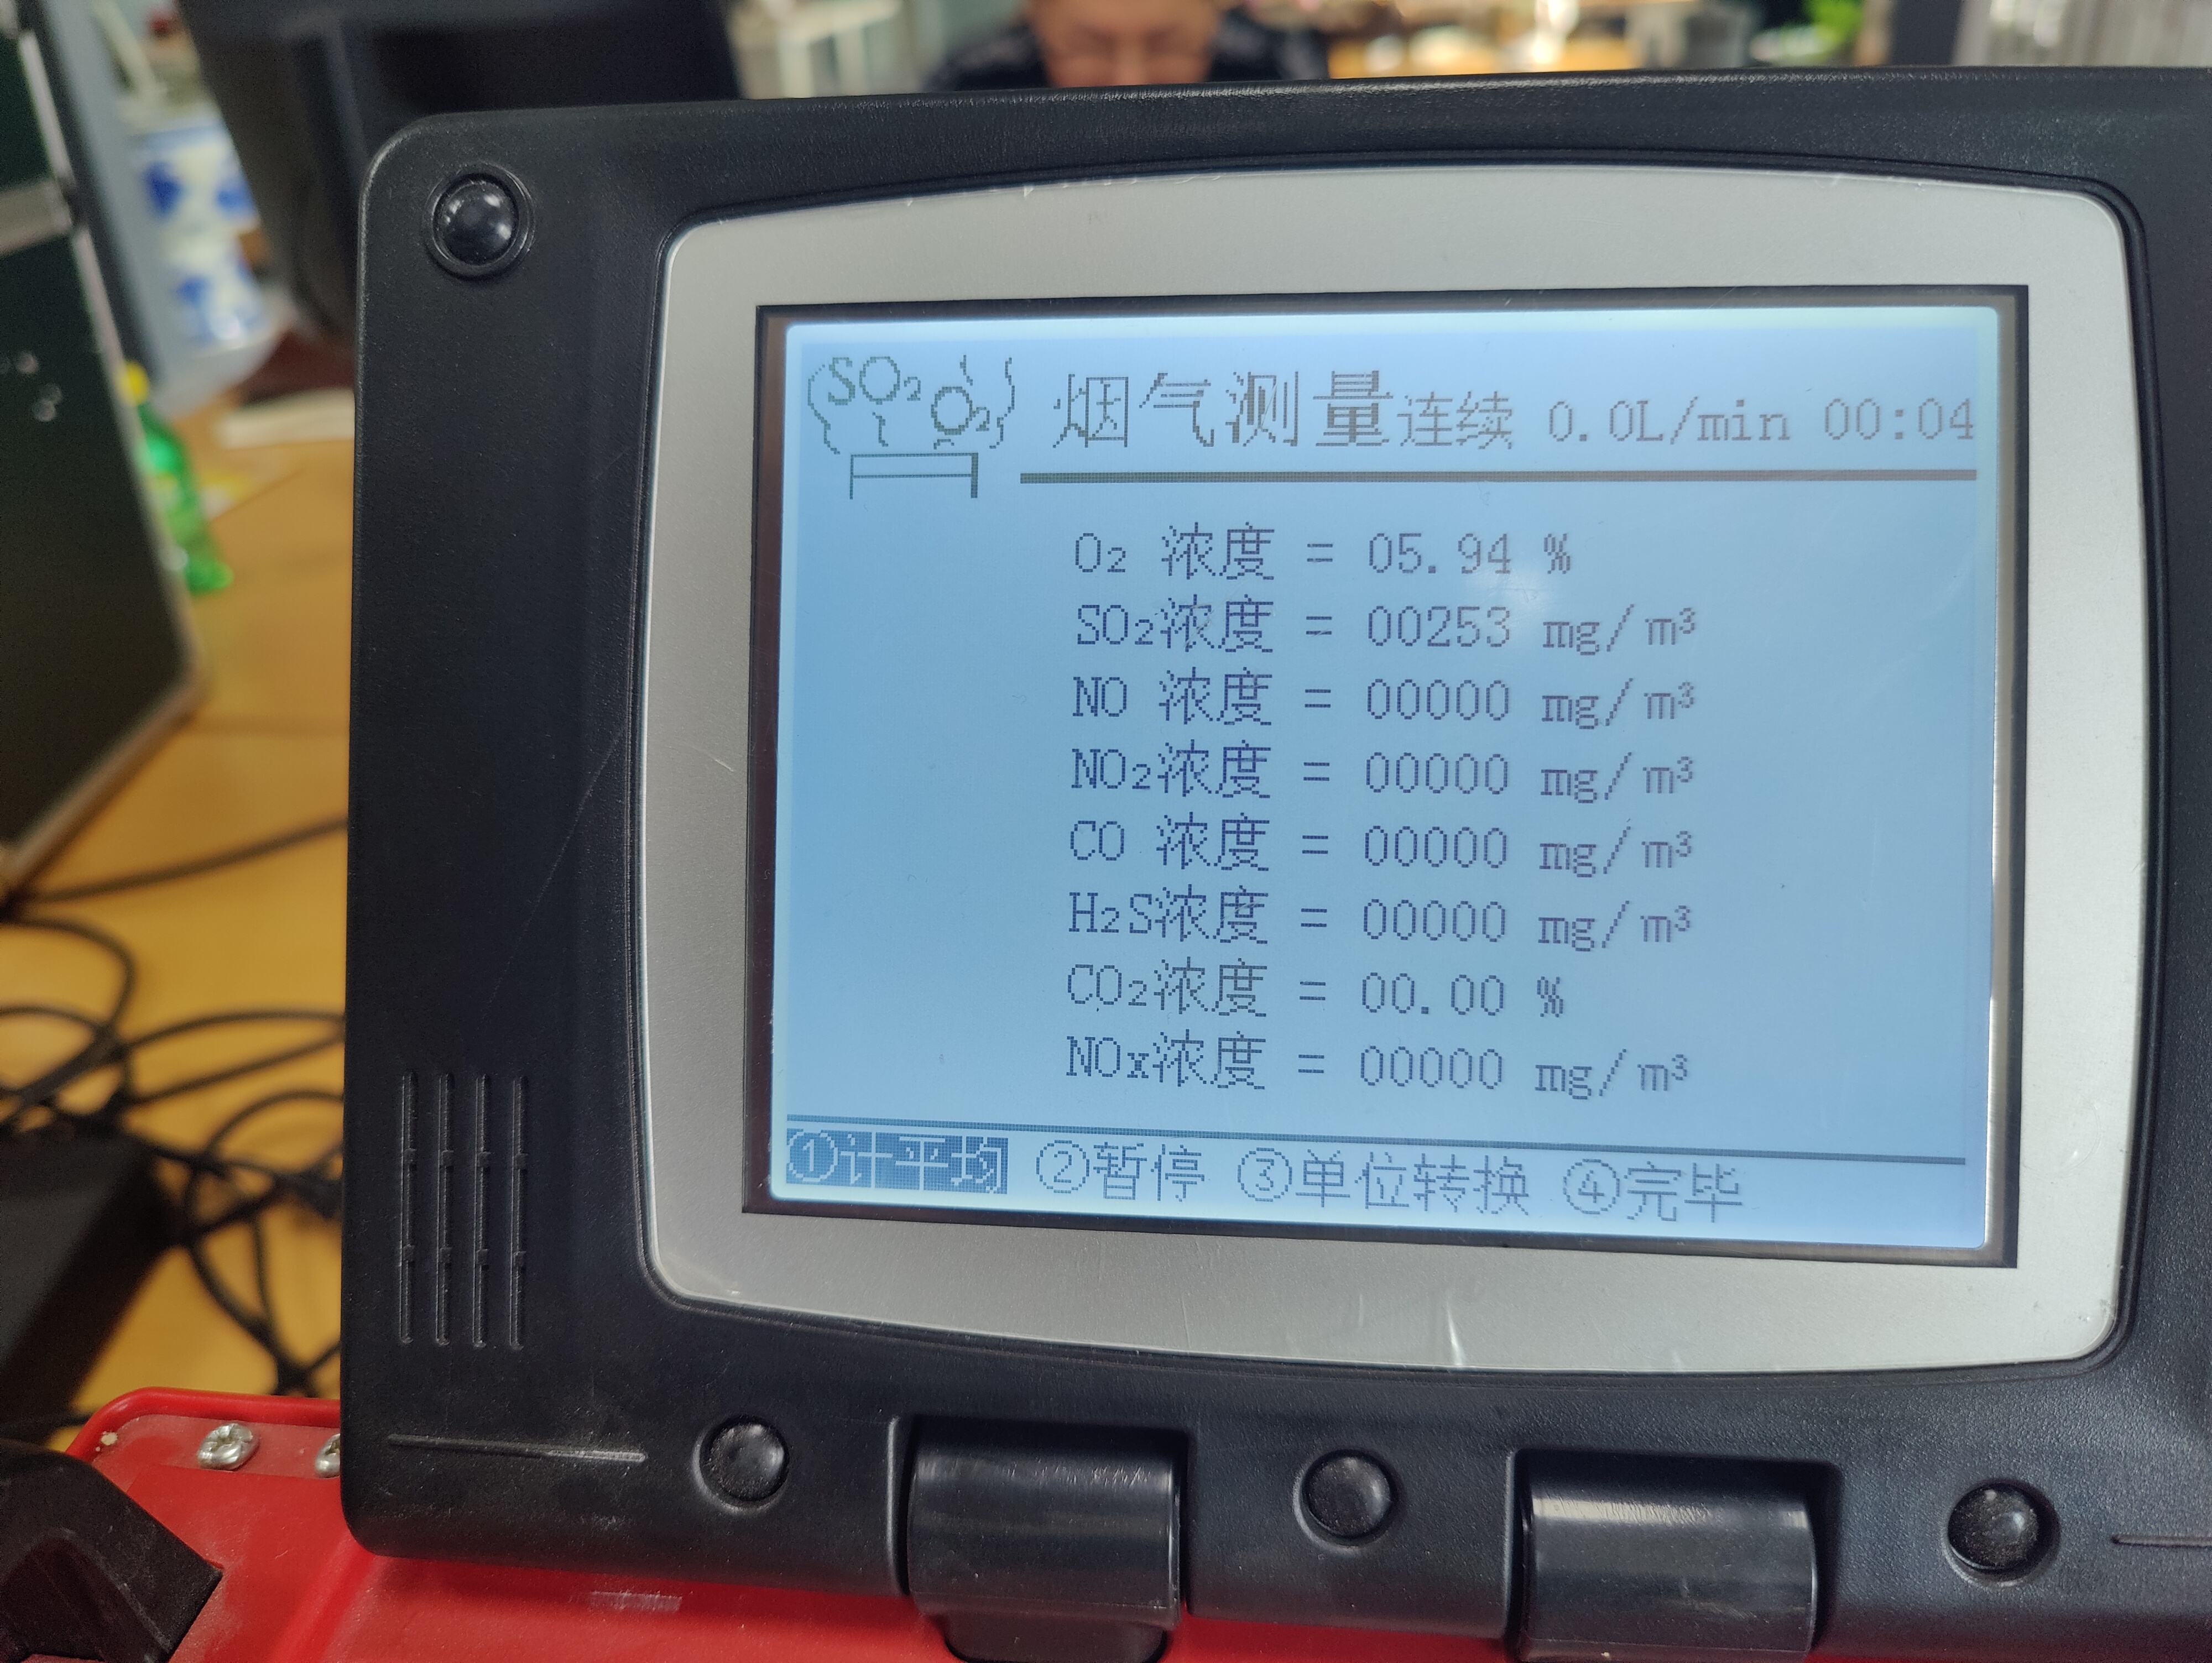 SO₂ O₂
烟气测量连续 0.0L/min 00:04
O₂ 浓度 = 05.94 %
SO₂浓度 = 00253 mg/m³
NO 浓度 = 00000 mg/m³
NO₂浓度 = 00000 mg/m³
CO 浓度 = 00000 mg/m³
H₂S浓度 = 00000 mg/m³
CO₂浓度 = 00.00 %
NOx浓度 = 00000 mg/m³
①计平均 ②暂停 ③单位转换 ④完毕